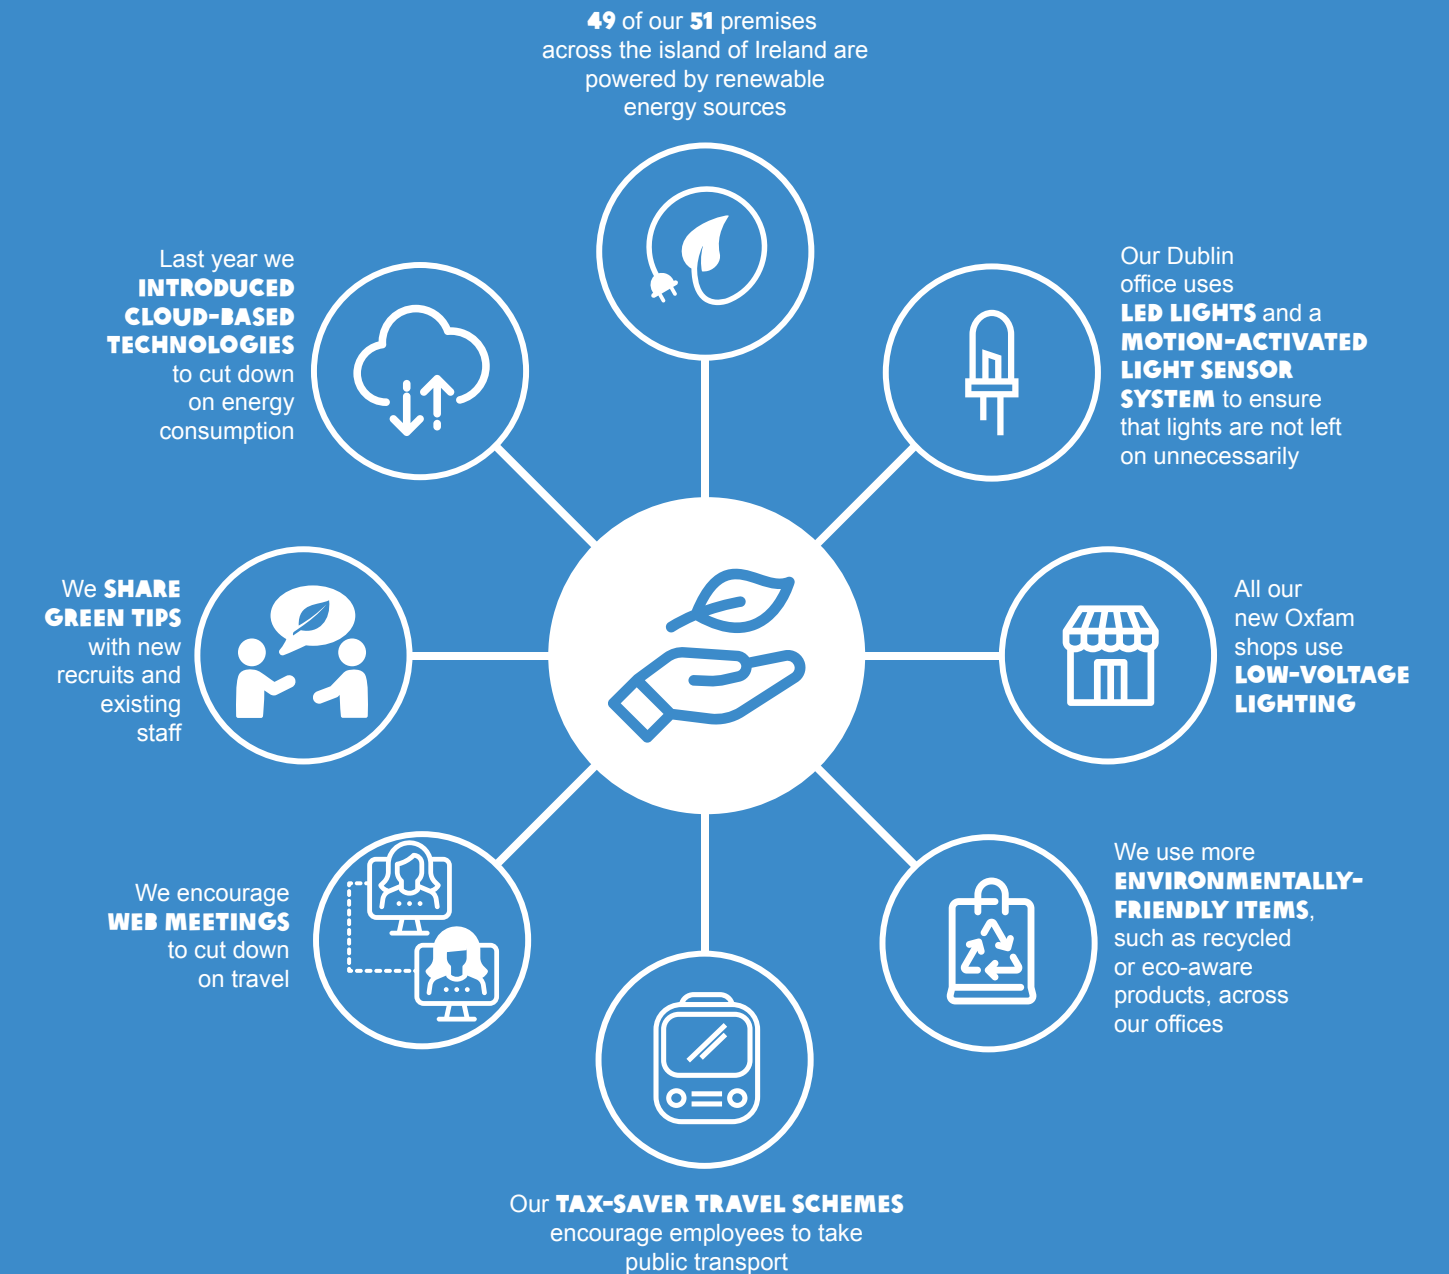 49 of our 51 premises
across the island of Ireland are
powered by renewable
energy sources
Our Dublin
office uses
LED LIGHTS and a
MOTION-ACTIVATED
LIGHT SENSOR
SYSTEM to ensure
that lights are not left
on unnecessarily
All our
new Oxfam
shops use
LOW-VOLTAGE
LIGHTING
We use more
ENVIRONMENTALLY-
FRIENDLY ITEMS,
such as recycled
or eco-aware
products, across
our offices
Our TAX-SAVER TRAVEL SCHEMES
encourage employees to take
public transport
We encourage
WEB MEETINGS
to cut down
on travel
We SHARE
GREEN TIPS
with new
recruits and
existing
staff
Last year we
INTRODUCED
CLOUD-BASED
TECHNOLOGIES
to cut down
on energy
consumption